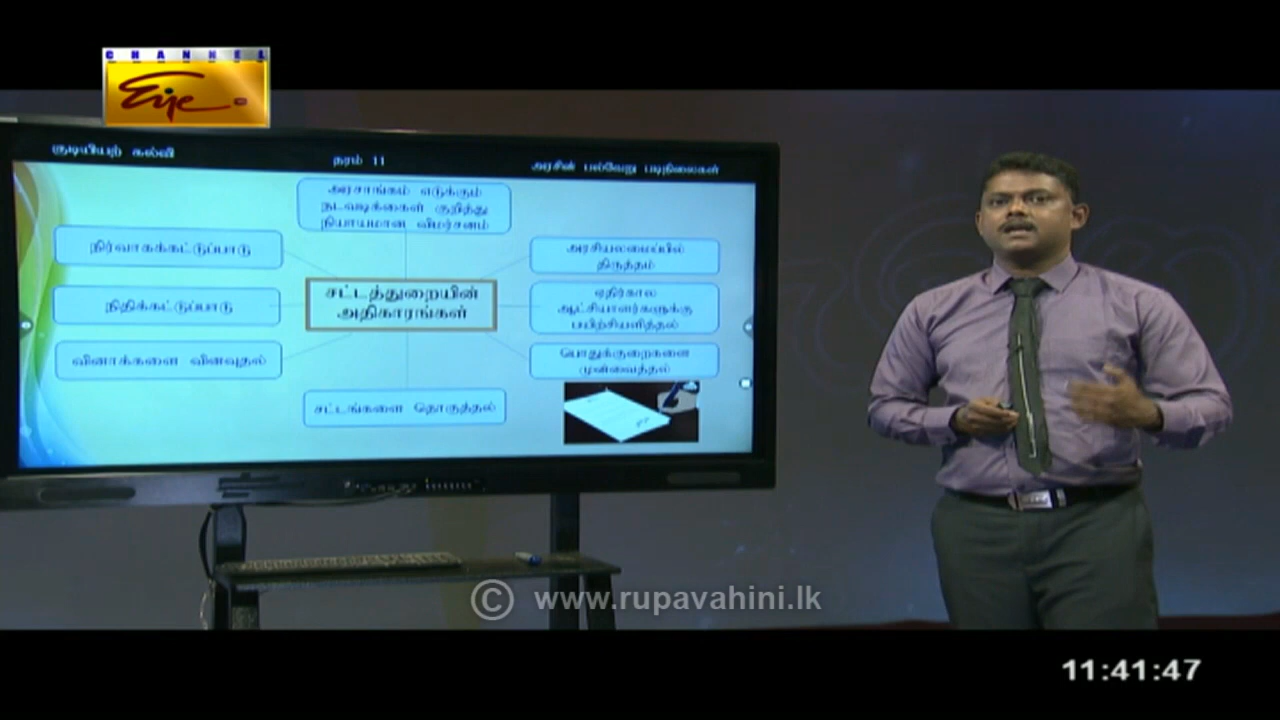 CHANNEL
Eye
குடியியற் கல்வி
தரம் 11
அரசின் பல்வேறு படிநிலைகள்
அரசாங்கம் எடுக்கும்
நடவடிக்கைகள் குறித்து
நியாயமான விமர்சனம்
நிர்வாகக்கட்டுப்பாடு
அரசியலமைப்பில்
திருத்தம்
சட்டத்துறையின்
அதிகாரங்கள்
நிதிக்கட்டுப்பாடு
எதிர்கால
ஆட்சியாளர்களுக்கு
பயிற்சியளித்தல்
வினாக்களை வினவுதல்
பொதுக்குறைகளை
முன்வைத்தல்
சட்டங்களை தொகுத்தல்
© www.rupavahini.lk
11:41:47